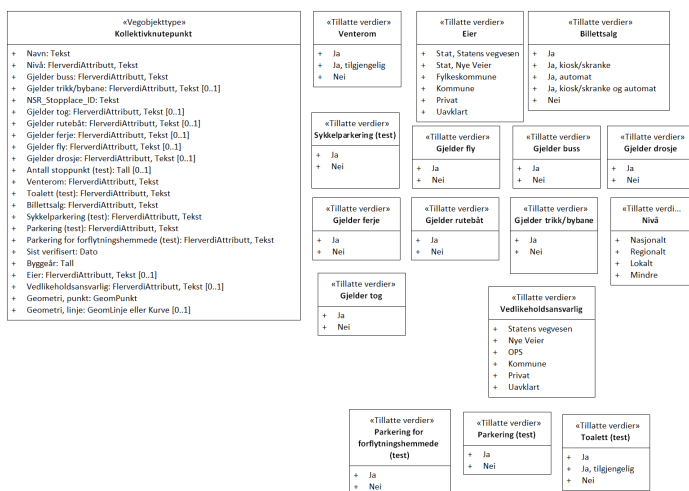 «Vegobjekttype»
Kollektivknutepunkt
+ Navn: Tekst
+ Nivå: FlerverdiAttributt, Tekst
+ Gjelder buss: FlerverdiAttributt, Tekst
+ Gjelder trikk/bybane: FlerverdiAttributt, Tekst [0..1]
+ NSR_Stopplace_ID: Tekst
+ Gjelder tog: FlerverdiAttributt, Tekst [0..1]
+ Gjelder rutebåt: FlerverdiAttributt, Tekst [0..1]
+ Gjelder ferje: FlerverdiAttributt, Tekst [0..1]
+ Gjelder fly: FlerverdiAttributt, Tekst [0..1]
+ Gjelder drosje: FlerverdiAttributt, Tekst [0..1]
+ Antall stoppunkt (test): Tall [0..1]
+ Venterom: FlerverdiAttributt, Tekst
+ Toalett (test): FlerverdiAttributt, Tekst
+ Billettsalg: FlerverdiAttributt, Tekst
+ Sykkelparkering (test): FlerverdiAttributt, Tekst
+ Parkering (test): FlerverdiAttributt, Tekst
+ Parkering for forflytningshemmede (test): FlerverdiAttributt, Tekst
+ Sist verifisert: Dato
+ Byggeår: Tall
+ Eier: FlerverdiAttributt, Tekst [0..1]
+ Vedlikeholdsansvarlig: FlerverdiAttributt, Tekst [0..1]
+ Geometri, punkt: GeomPunkt
+ Geometri, linje: GeomLinje eller Kurve [0..1]
«Tillatte verdier»
Venterom
+ Ja
+ Ja, tilgjengelig
+ Nei
«Tillatte verdier»
Eier
+ Stat, Statens vegvesen
+ Stat, Nye Veier
+ Fylkeskommune
+ Kommune
+ Privat
+ Uavklart
«Tillatte verdier»
Billettsalg
+ Ja
+ Ja, kiosk/skranke
+ Ja, automat
+ Ja, kiosk/skranke og automat
+ Nei
«Tillatte verdier»
Sykkelparkering (test)
+ Ja
+ Nei
«Tillatte verdier»
Gjelder fly
+ Ja
+ Nei
«Tillatte verdier»
Gjelder buss
+ Ja
+ Nei
«Tillatte verdier»
Gjelder drosje
+ Ja
+ Nei
«Tillatte verdier»
Gjelder ferje
+ Ja
+ Nei
«Tillatte verdier»
Gjelder rutebåt
+ Ja
+ Nei
«Tillatte verdier»
Gjelder trikk/bybane
+ Ja
+ Nei
«Tillatte verdi...
Nivå
+ Nasjonalt
+ Regionalt
+ Lokalt
+ Mindre
«Tillatte verdier»
Gjelder tog
+ Ja
+ Nei
«Tillatte verdier»
Vedlikeholdsansvarlig
+ Statens vegvesen
+ Nye Veier
+ OPS
+ Kommune
+ Privat
+ Uavklart
«Tillatte verdier»
Parkering for
forflytningshemmede
(test)
+ Ja
+ Nei
«Tillatte verdier»
Parkering (test)
+ Ja
+ Nei
«Tillatte verdier»
Toalett (test)
+ Ja
+ Ja, tilgjengelig
+ Nei